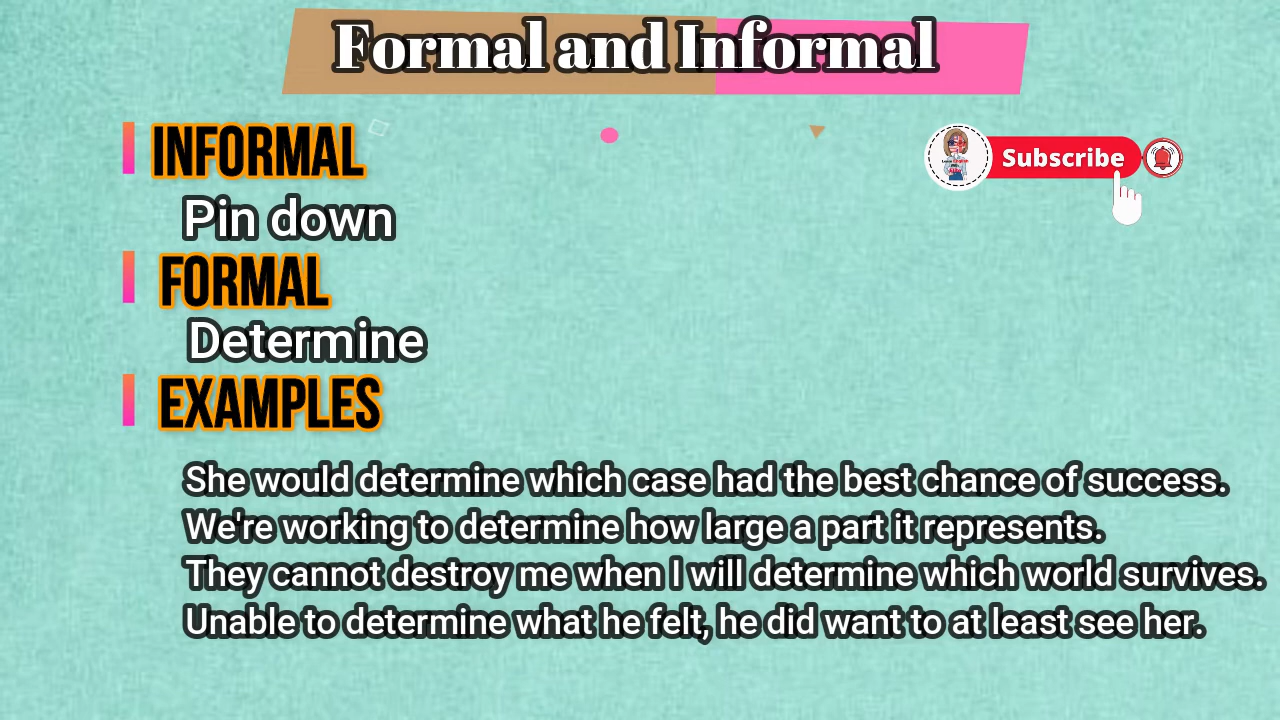 Formal and Informal
INFORMAL
Subscribe
Pin down
FORMAL
Determine
EXAMPLES
She would determine which case had the best chance of success.
We're working to determine how large a part it represents.
They cannot destroy me when I will determine which world survives.
Unable to determine what he felt, he did want to at least see her.